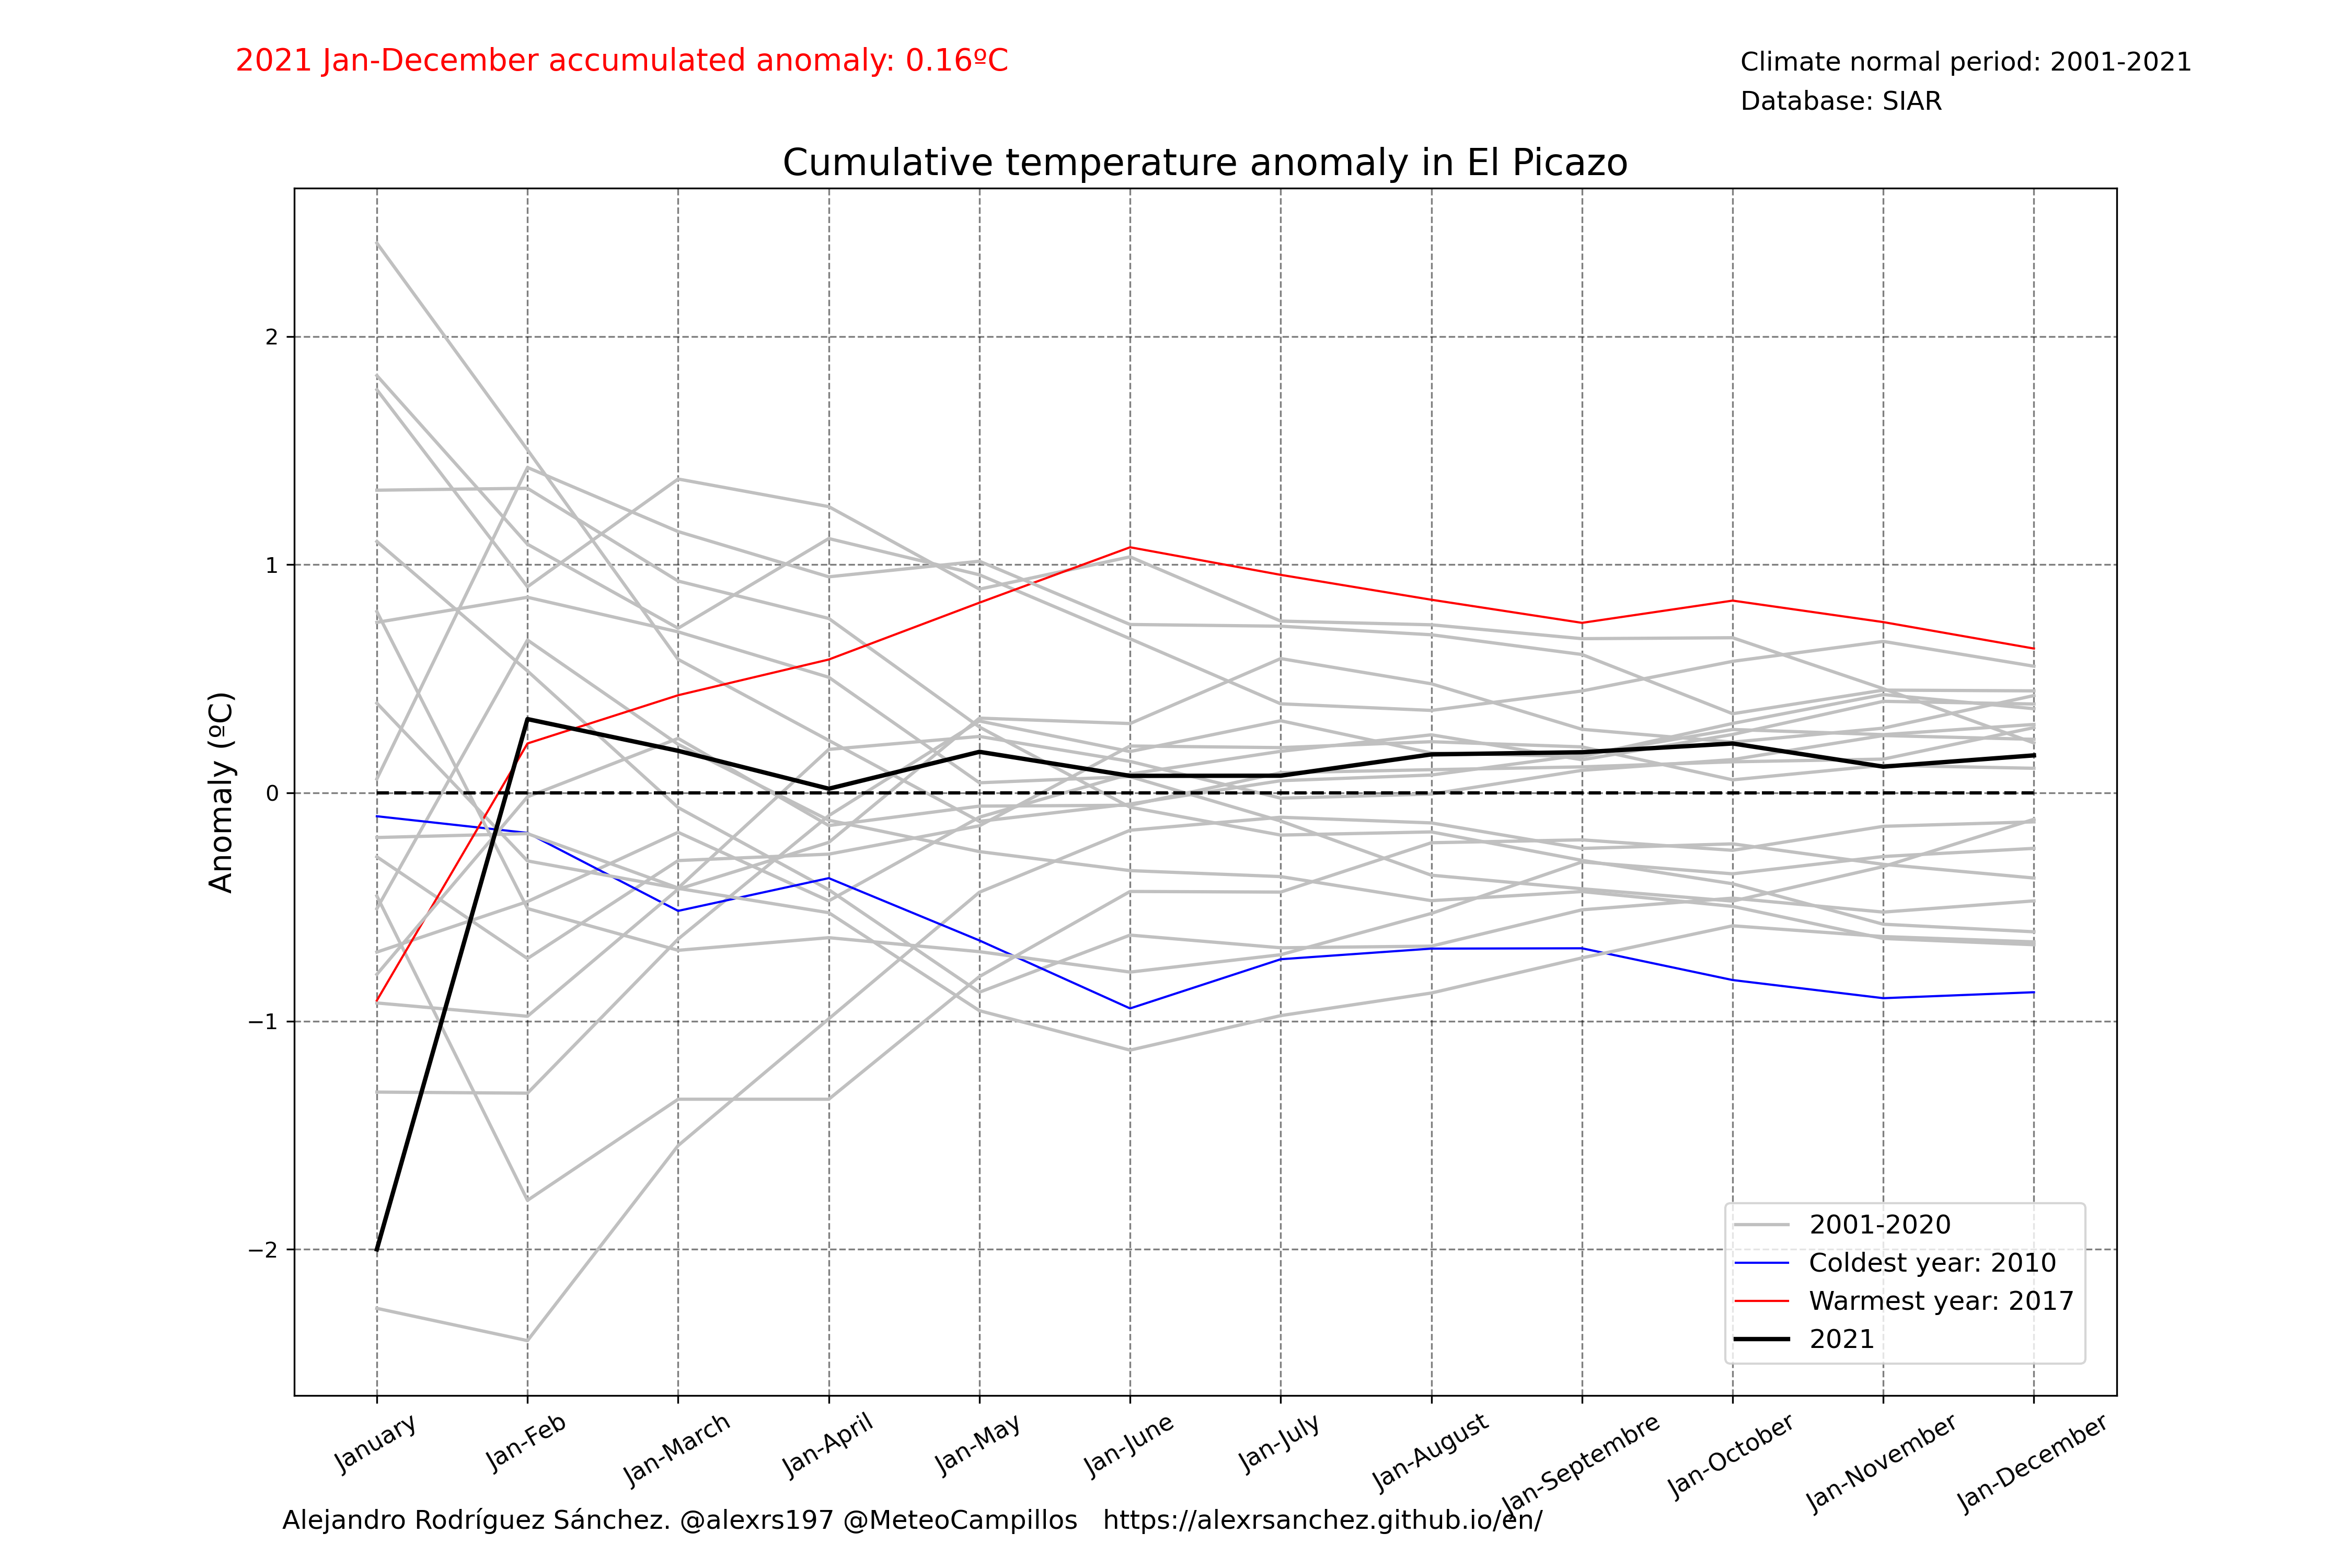 2021 Jan-December accumulated anomaly: 0.16ºC
Climate normal period: 2001-2021
Database: SIAR
Cumulative temperature anomaly in El Picazo
Anomaly (ºC)
2
1
0
−1
−2
2001-2020
Coldest year: 2010
Warmest year: 2017
2021
January
Jan-Feb
Jan-March
Jan-April
Jan-May
Jan-June
Jan-July
Jan-August
Jan-Septembre
Jan-October
Jan-November
Jan-December
Alejandro Rodríguez Sánchez. @alexrs197 @MeteoCampillos https://alexrsanchez.github.io/en/